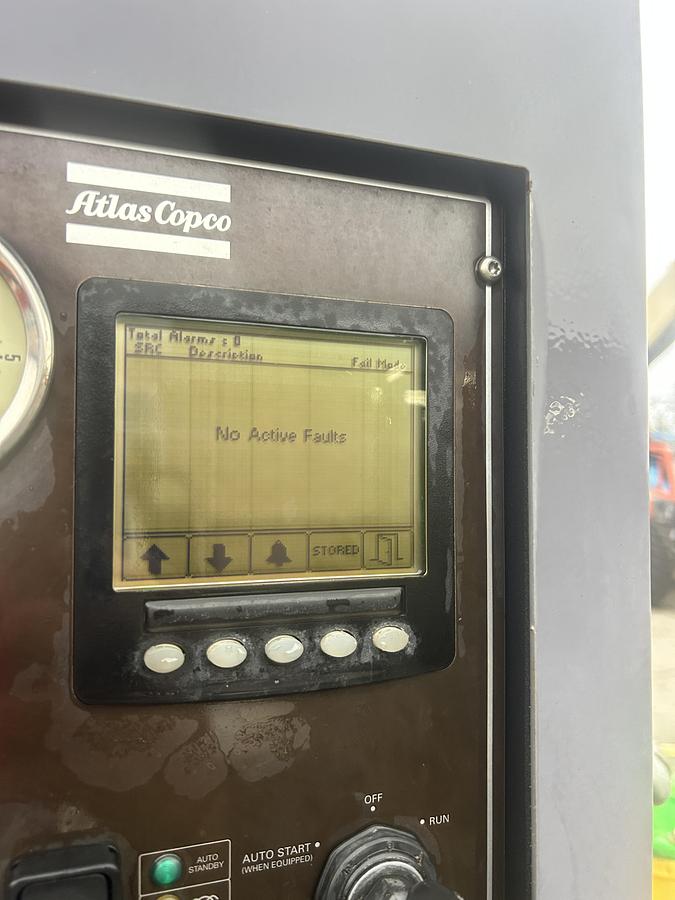 Atlas Copco
5
Total Alarms : 0
SRC Description Fail Mode
No Active Faults
STORED
OFF
RUN
AUTO START
(WHEN EQUIPPED)
AUTO
STANDBY